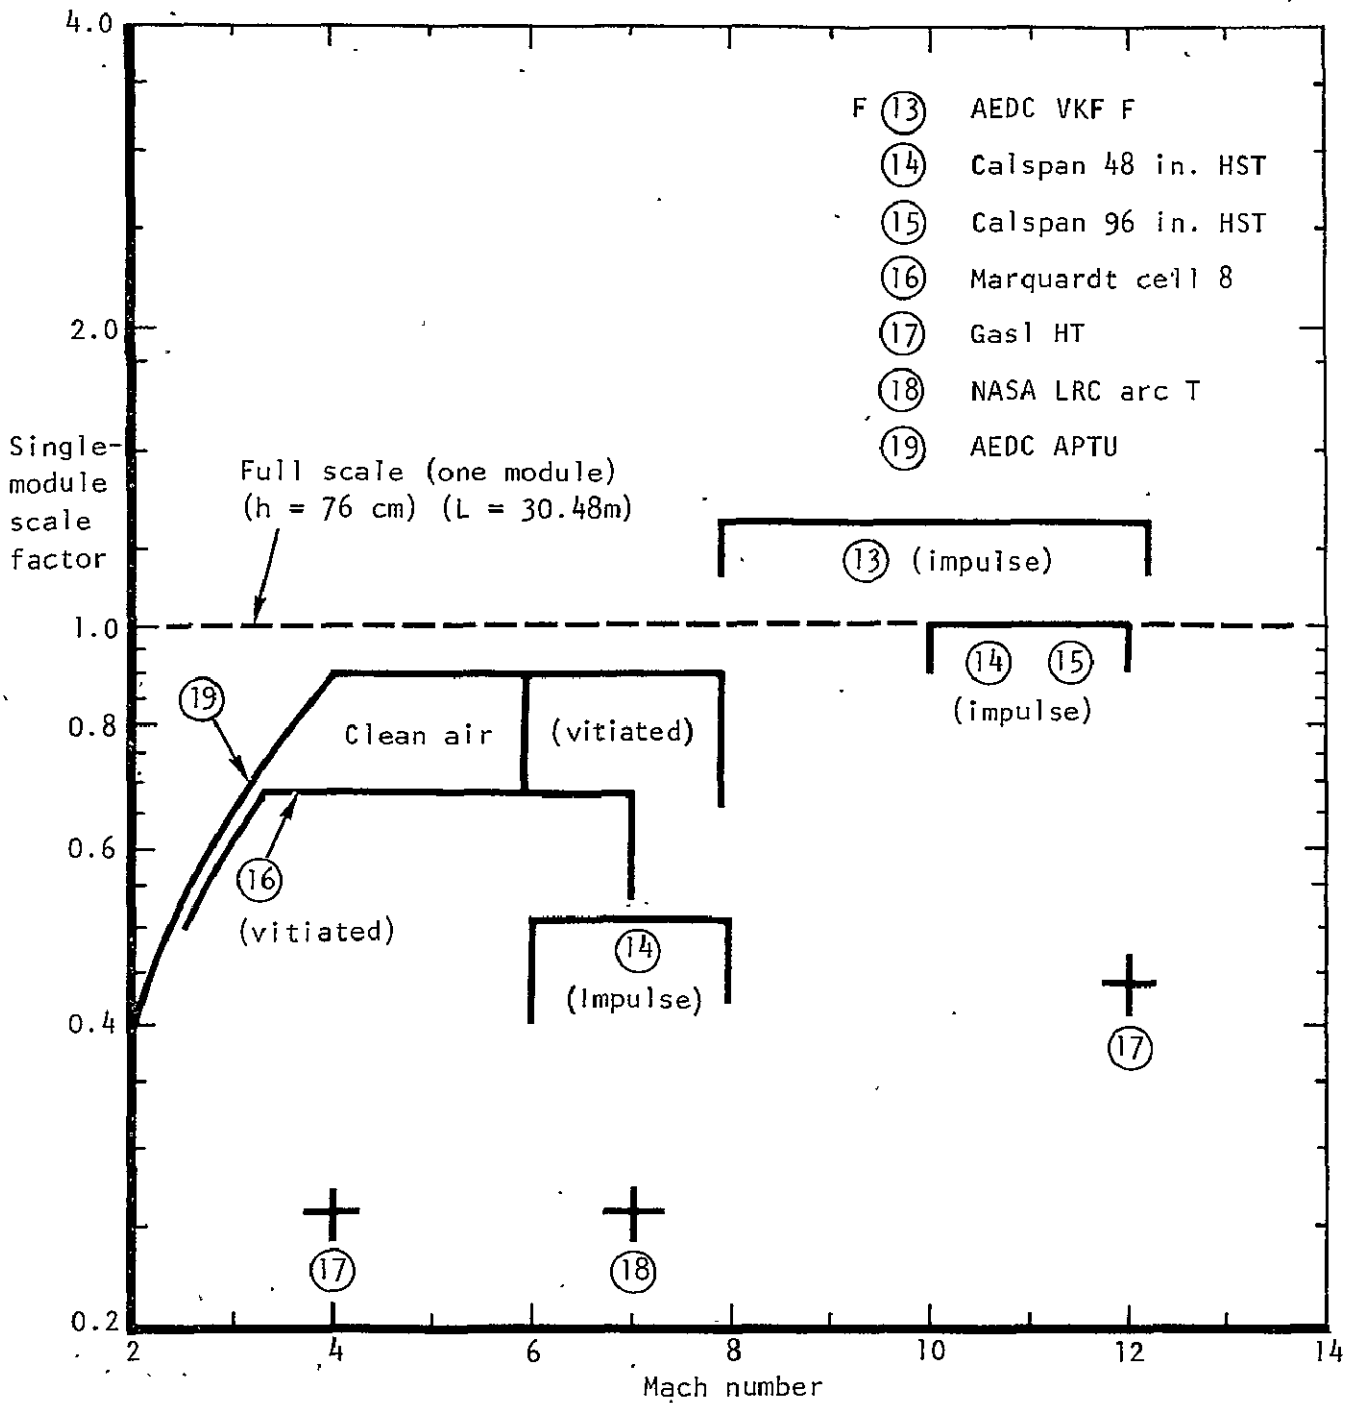 4.0
2.0
1.0
0.8
0.6
0.4
0.2
Single-
module
scale
factor
F (13) AEDC VKF F
(14) Calspan 48 in. HST
(15) Calspan 96 in. HST
(16) Marquardt cell 8
(17) Gasl HT
(18) NASA LRC arc T
(19) AEDC APTU
Full scale (one module)
(h = 76 cm) (L = 30.48m)
(13) (impulse)
(14) (15)
(impulse)
(19)
Clean air
(vitiated)
(16)
(vitiated)
(14)
(Impulse)
(17)
(17)
(18)
2 4 6 8 10 12 14
Mach number